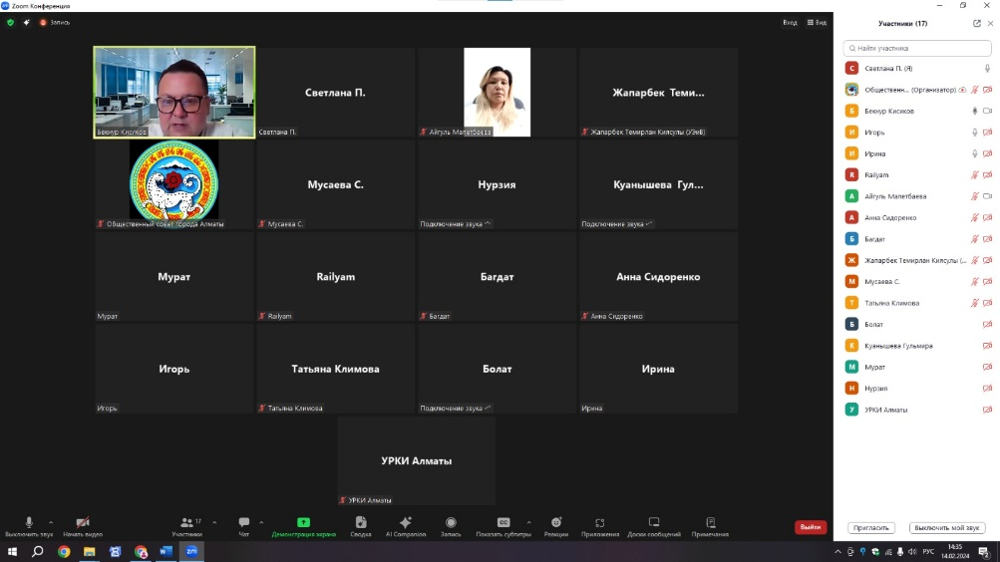 Zoom Конференция
Запись
Вход
Вид
Бекнур Кисиков
Светлана П.
Светлана П.
Айгуль Малетбаева
Жапарбек Теми...
Жапарбек Темирлан Киясулы (УЭиВ)
Общественный совет города Алматы
Мусаева С.
Мусаева С.
Нурзия
Подключение звука
Куанышева Гул...
Подключение звука
Мурат
Мурат
Railyam
Railyam
Багдат
Багдат
Анна Сидоренко
Анна Сидоренко
Игорь
Игорь
Татьяна Климова
Татьяна Климова
Болат
Подключение звука
Ирина
Ирина
УРКИ Алматы
УРКИ Алматы
Участники (17)
Найти участника
С Светлана П. (Я)
Общественн... (Организатор)
Б Бекнур Кисиков
И Игорь
И Ирина
R Railyam
А Айгуль Малетбаева
А Анна Сидоренко
Б Багдат
Ж Жапарбек Темирлан Киясулы (...
М Мусаева С.
Т Татьяна Климова
Б Болат
К Куанышева Гульмира
М Мурат
Н Нурзия
У УРКИ Алматы
Пригласить
Выключить мой звук
Выключить звук
Начать видео
17
Участники
Чат
Демонстрация экрана
Сводка
AI Companion
Запись
CC
Показать субтитры
Реакции
Приложения
Доски сообщений
Примечания
Выйти
РУС
14:35
14.02.2024